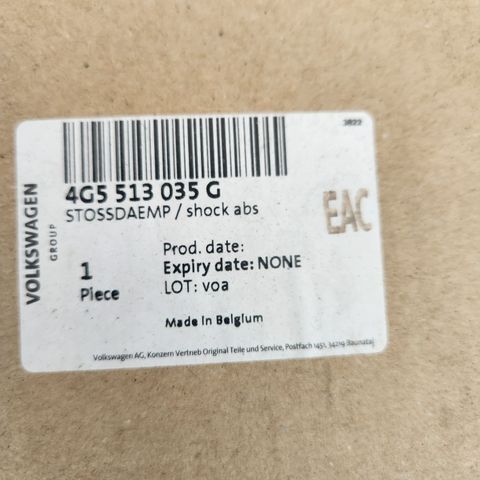 3B22
4G5 513 035 G
STOSSDAEMP / shock abs
VOLKSWAGEN
GROUP
EAC
1
Piece
Prod. date:
Expiry date: NONE
LOT: voa
Made in Belgium
Volkswagen AG, Konzern Vertrieb Original Teile und Service, Postfach 1451, 34219 Baunatal